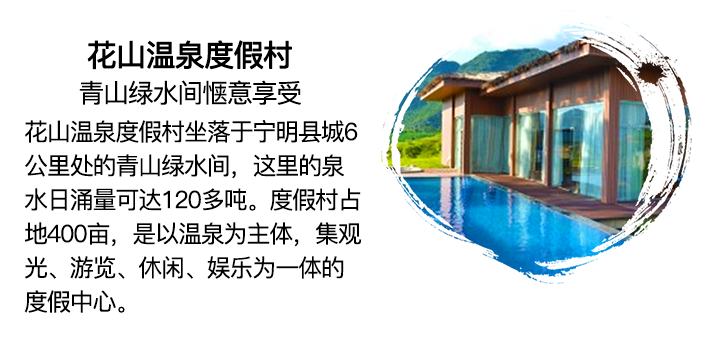 花山温泉度假村
青山绿水间惬意享受
花山温泉度假村坐落于宁明县城6
公里处的青山绿水间，这里的泉
水日涌量可达120多吨。度假村占
地400亩，是以温泉为主体，集观
光、游览、休闲、娱乐为一体的
度假中心。